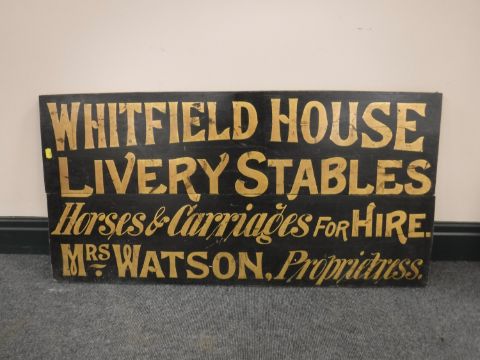 WHITFIELD HOUSE
LIVERY STABLES
Horses & Carriages FOR HIRE.
MRS WATSON, Proprietress.